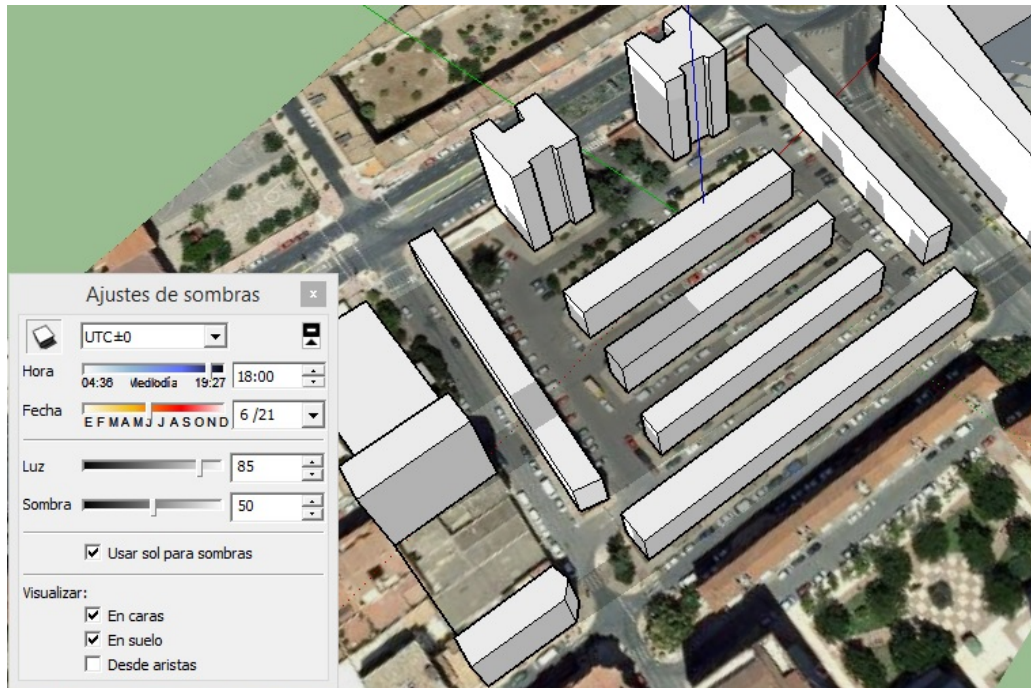 Ajustes de sombras x
UTC±0
Hora 04:36 Mediodía 19:27 18:00
Fecha E F M A M J J A S O N D 6 /21
Luz 85
Sombra 50
Usar sol para sombras
Visualizar:
En caras
En suelo
Desde aristas